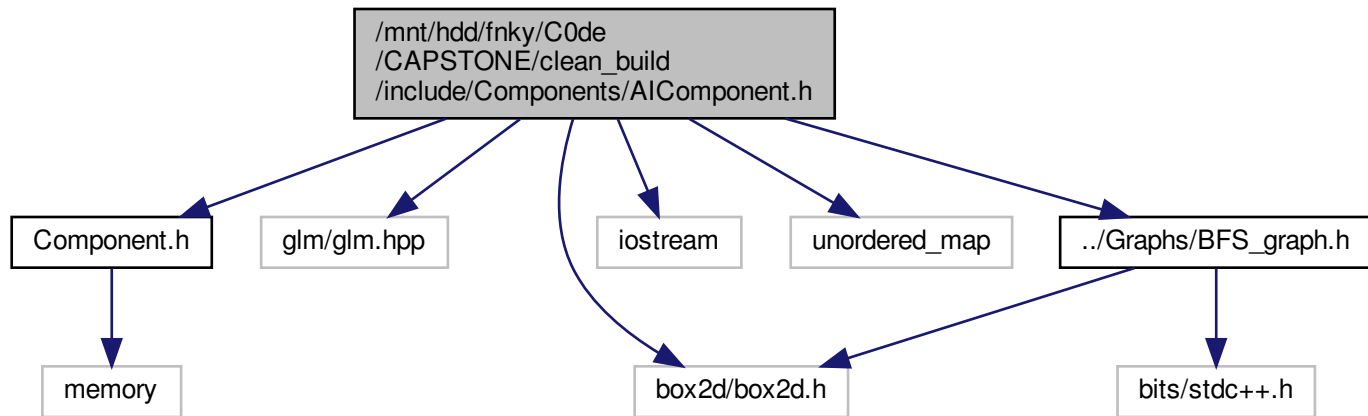 /mnt/hdd/fnky/C0de
/CAPSTONE/clean_build
/include/Components/AIComponent.h
Component.h
glm/glm.hpp
iostream
unordered_map
../Graphs/BFS_graph.h
memory
box2d/box2d.h
bits/stdc++.h